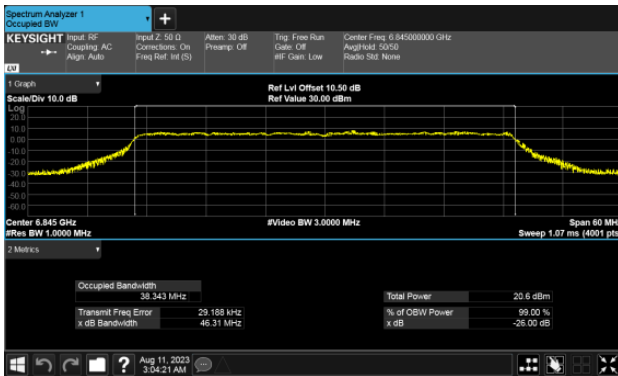 Spectrum Analyzer 1
Occupied BW
+
KEYSIGHT Input: RF
Coupling: AC
Align: Auto
Input Z: 50 Ω
Corrections: On
Freq Ref: Int (S)
Atten: 30 dB
Preamp: Off
Trig: Free Run
Gate: Off
#IF Gain: Low
Center Freq: 6.845000000 GHz
Avg|Hold: 50/50
Radio Std: None
LXI
1 Graph
Scale/Div 10.0 dB
Ref Lvl Offset 10.50 dB
Ref Value 30.00 dBm
Log
20.0
10.0
0.00
-10.0
-20.0
-30.0
-40.0
-50.0
-60.0
Center 6.845 GHz
#Res BW 1.0000 MHz
#Video BW 3.0000 MHz
Span 60 MHz
Sweep 1.07 ms (4001 pts)
2 Metrics
Occupied Bandwidth
38.343 MHz
Transmit Freq Error 29.188 kHz
x dB Bandwidth 46.31 MHz
Total Power 20.6 dBm
% of OBW Power 99.00 %
x dB -26.00 dB
?
Aug 11, 2023
3:04:21 AM